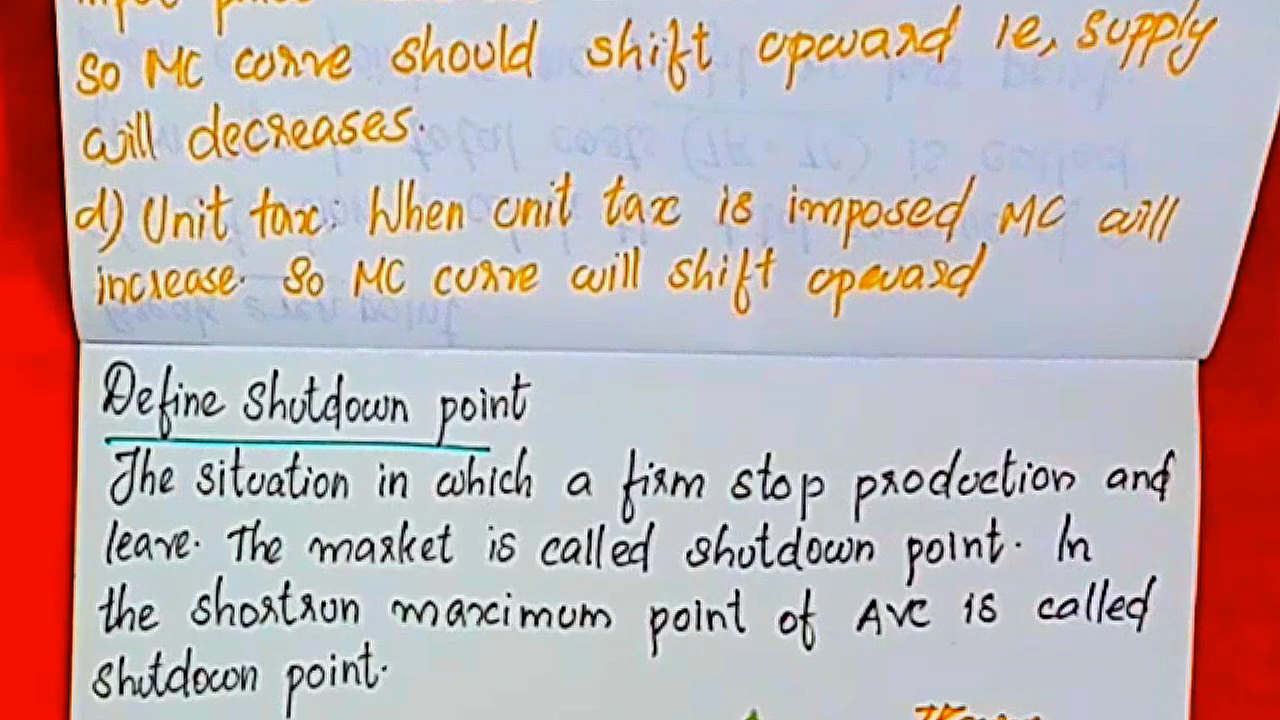 So MC curve should shift upward ie, supply
will decreases.
d) Unit tax: When unit tax is imposed MC will
increase. So MC curve will shift upward
Define Shutdown point
The situation in which a firm stop production and
leave. The market is called shutdown point. In
the shortrun maximum point of AVC is called
shutdown point.